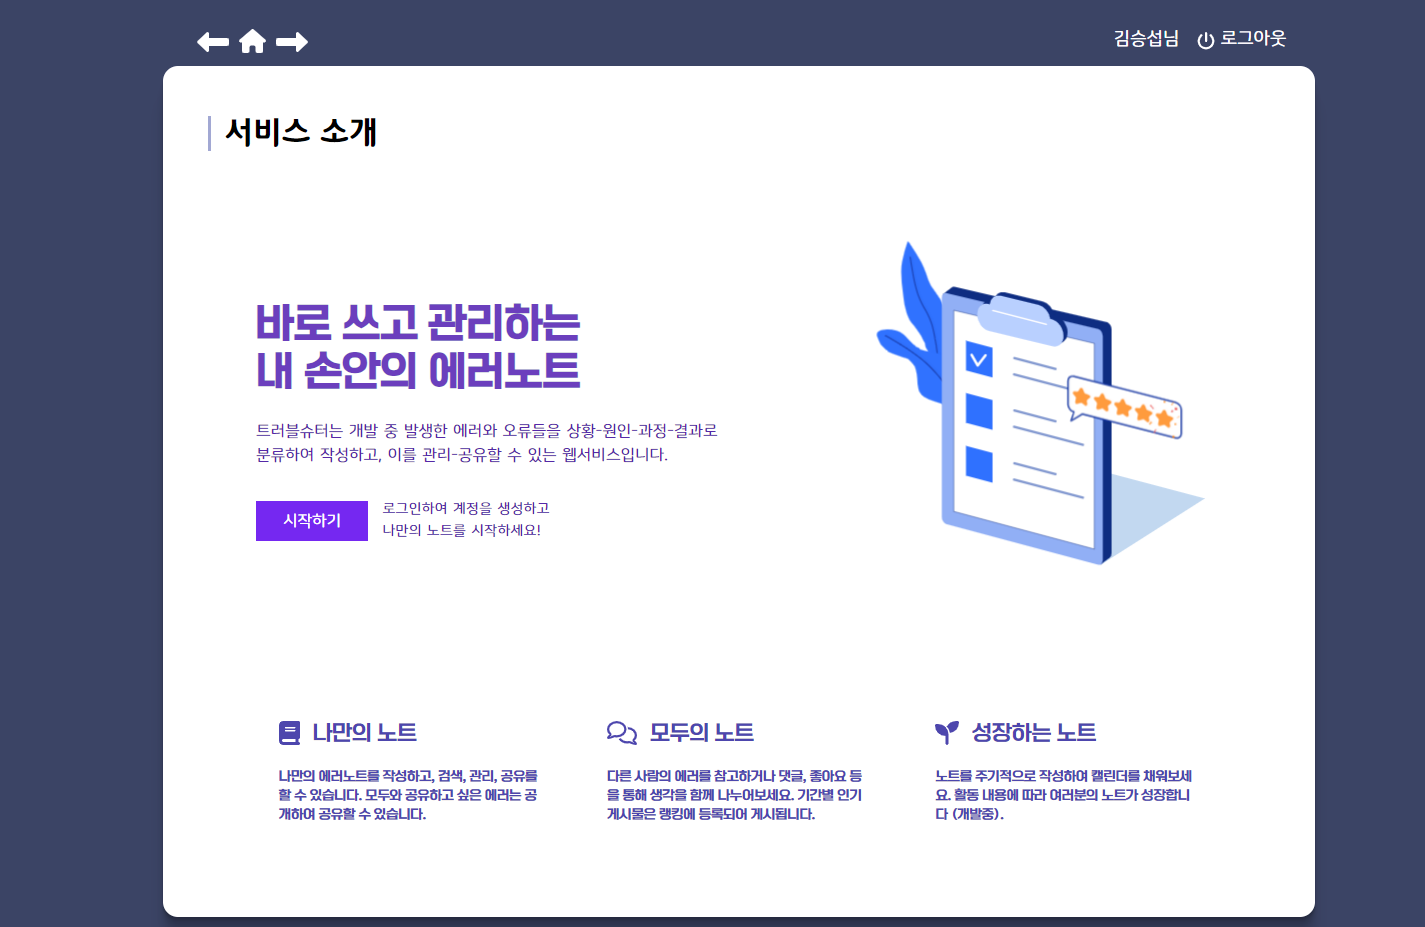 김승섭님 로그아웃
서비스 소개
바로 쓰고 관리하는
내 손안의 에러노트
트러블슈터는 개발 중 발생한 에러와 오류들을 상황-원인-과정-결과로
분류하여 작성하고, 이를 관리-공유할 수 있는 웹서비스입니다.
시작하기
로그인하여 계정을 생성하고
나만의 노트를 시작하세요!
나만의 노트
나만의 에러노트를 작성하고, 검색, 관리, 공유를
할 수 있습니다. 모두와 공유하고 싶은 에러는 공
개하여 공유할 수 있습니다.
모두의 노트
다른 사람의 에러를 참고하거나 댓글, 좋아요 등
을 통해 생각을 함께 나누어보세요. 기간별 인기
게시물은 랭킹에 등록되어 게시됩니다.
성장하는 노트
노트를 주기적으로 작성하여 캘린더를 채워보세
요. 활동 내용에 따라 여러분의 노트가 성장합니
다 (개발중).